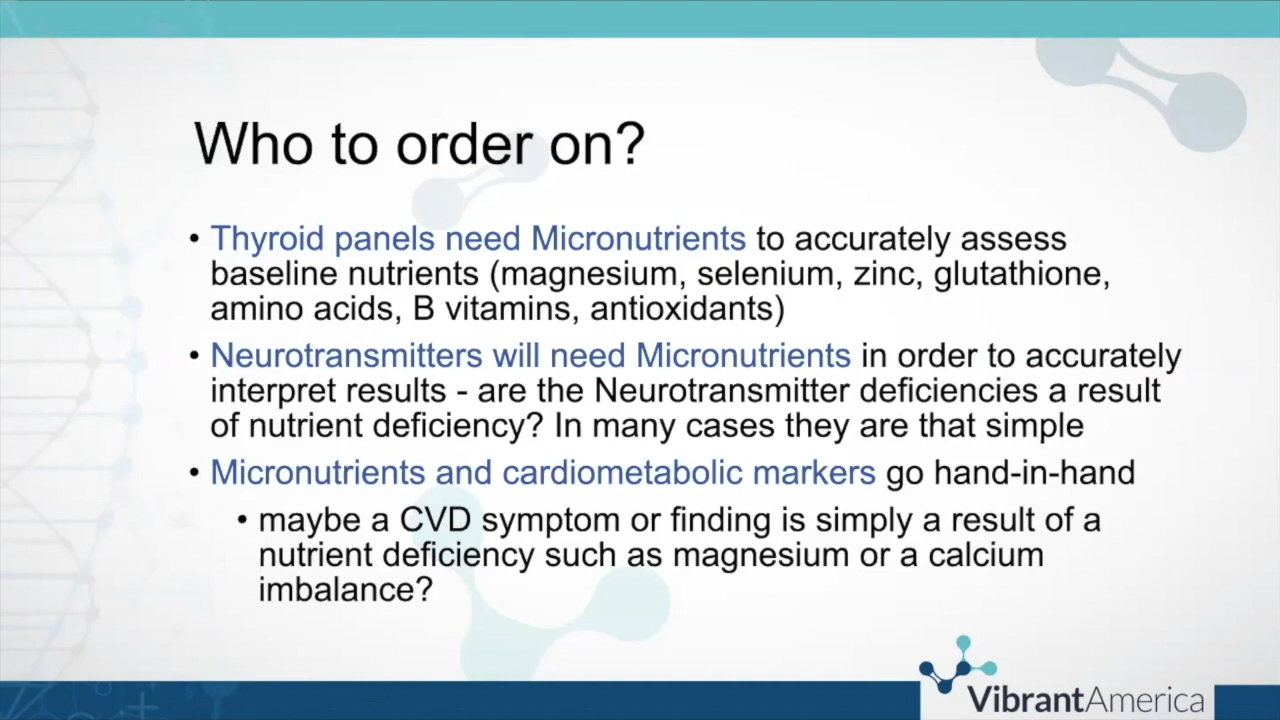 Who to order on?
• Thyroid panels need Micronutrients to accurately assess
baseline nutrients (magnesium, selenium, zinc, glutathione,
amino acids, B vitamins, antioxidants)
• Neurotransmitters will need Micronutrients in order to accurately
interpret results - are the Neurotransmitter deficiencies a result
of nutrient deficiency? In many cases they are that simple
• Micronutrients and cardiometabolic markers go hand-in-hand
• maybe a CVD symptom or finding is simply a result of a
nutrient deficiency such as magnesium or a calcium
imbalance?
VibrantAmerica